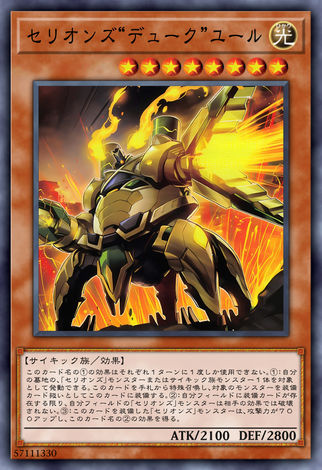 セリオンズ“デューク”ユール
光
【サイキック族/効果】
このカード名の①の効果はそれぞれ1ターンに1度しか使用できない。①:自分
の墓地の、「セリオンズ」モンスターまたはサイキック族モンスター1体を対象
として発動できる。このカードを手札から特殊召喚し、対象のモンスターを装備
カード扱いとしてこのカードに装備する。②:自分フィールドに装備カードが存
在する限り、自分フィールドの「セリオンズ」モンスターは相手の効果では破壊
されない。③:このカードを装備した「セリオンズ」モンスターは、攻撃力が70
0アップし、このカード名の②の効果を得る。
ATK/2100 DEF/2800
57111330